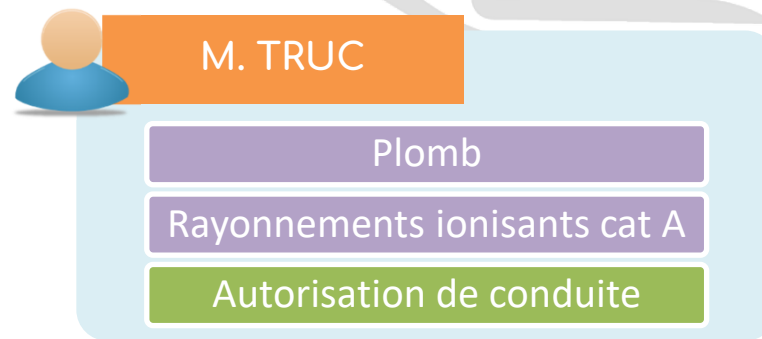 M. TRUC
Plomb
Rayonnements ionisants cat A
Autorisation de conduite